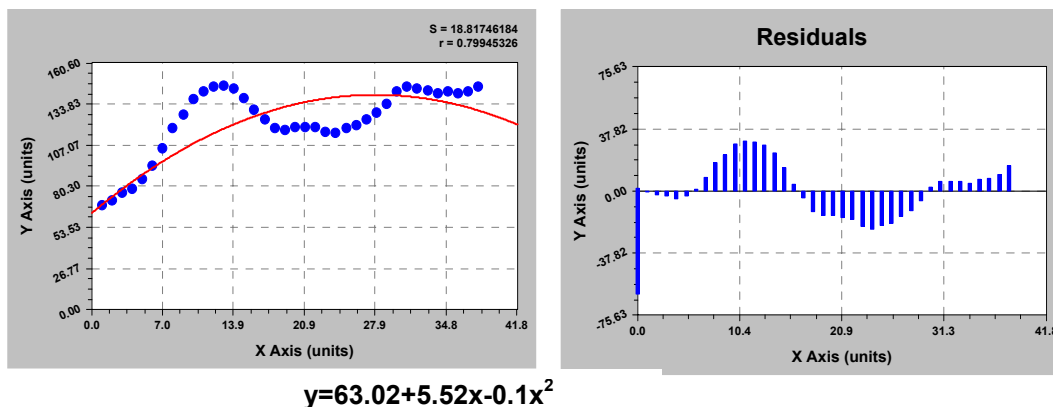 S = 18.81746184
r = 0.79945326
160.60
133.83
107.07
80.30
53.53
26.77
0.00
Y Axis (units)
0.0 7.0 13.9 20.9 27.9 34.8 41.8
X Axis (units)
Residuals
75.63
37.82
0.00
-37.82
-75.63
Y Axis (units)
0.0 10.4 20.9 31.3 41.8
X Axis (units)
y=63.02+5.52x-0.1x²